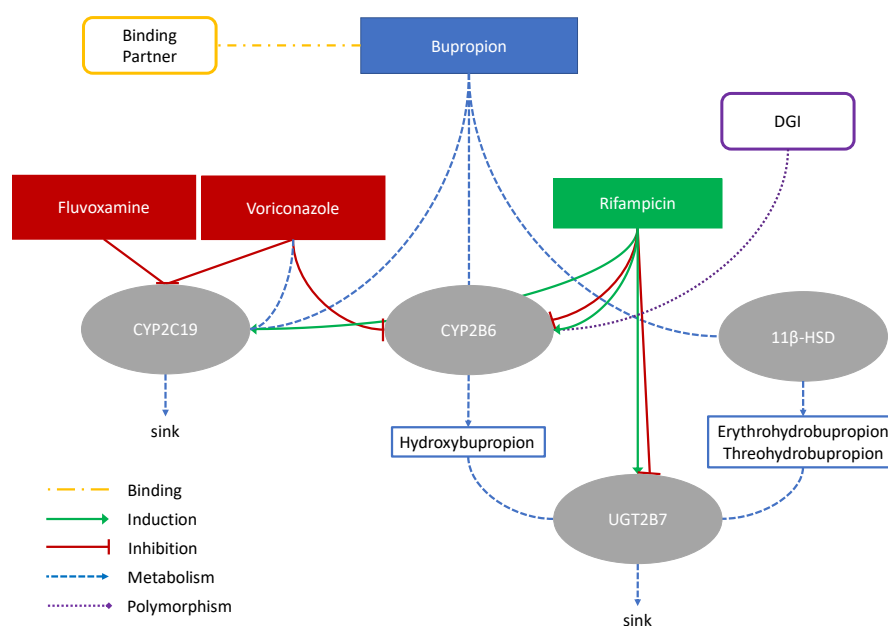 Binding
Partner
Bupropion
DGI
Fluvoxamine
Voriconazole
Rifampicin
CYP2C19
CYP2B6
11β-HSD
sink
Hydroxybupropion
Erythrohydrobupropion
Threohydrobupropion
Binding
Induction
Inhibition
Metabolism
Polymorphism
UGT2B7
sink